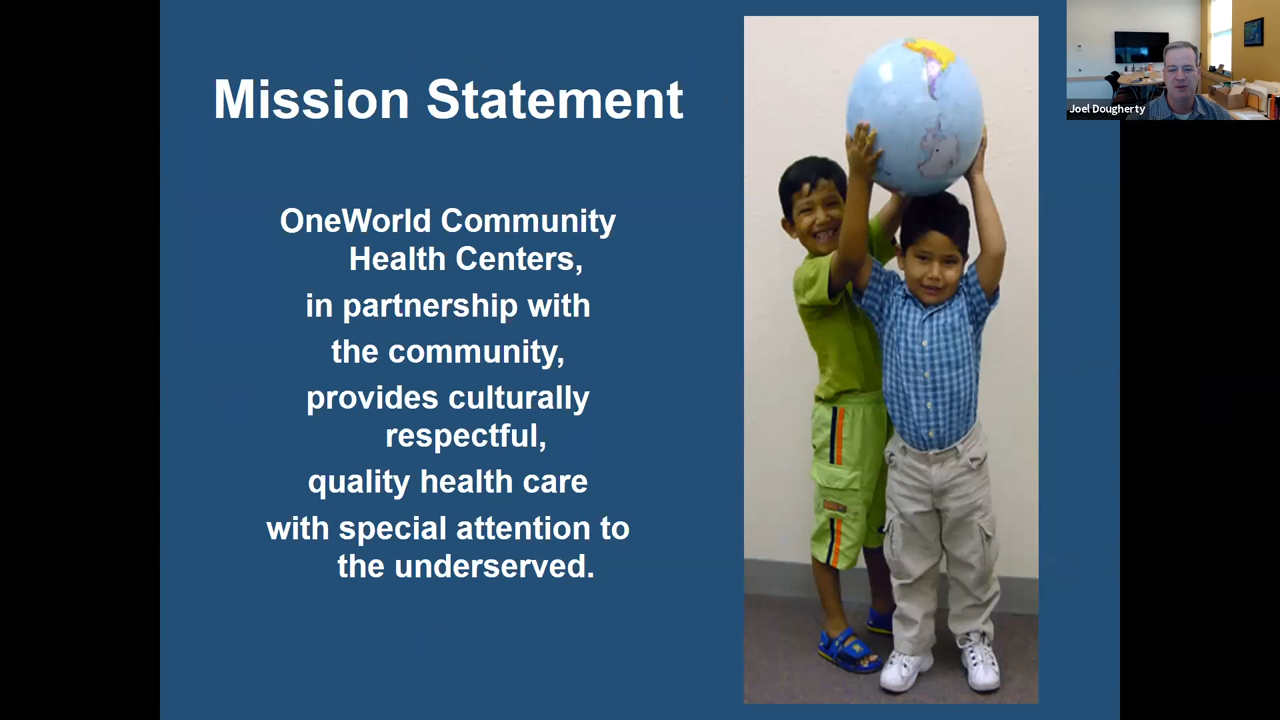 Mission Statement
OneWorld Community
Health Centers,
in partnership with
the community,
provides culturally
respectful,
quality health care
with special attention to
the underserved.
Joel Dougherty